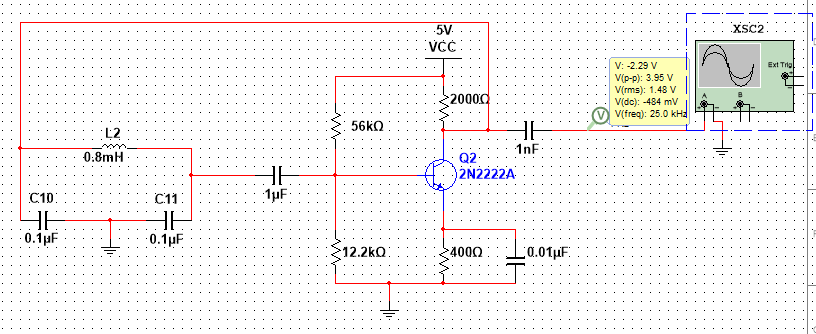 5V
VCC
XSC2
Ext Trig
A
B
V: -2.29 V
V(p-p): 3.95 V
V(rms): 1.48 V
V(dc): -484 mV
V(freq): 25.0 kHz
V
2000Ω
56kΩ
1nF
L2
0.8mH
Q2
2N2222A
1µF
C10
0.1µF
C11
0.1µF
12.2kΩ
400Ω
0.01µF